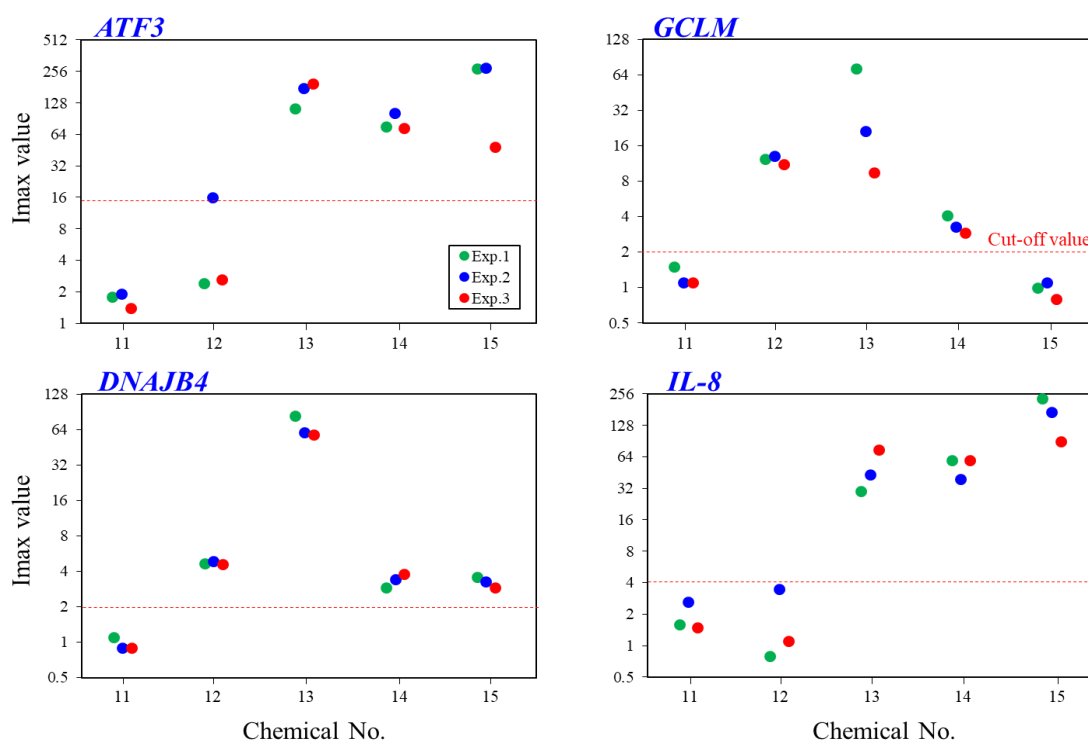 ATF3
Imax value
512
256
128
64
32
16
8
4
2
1
Exp.1
Exp.2
Exp.3
11 12 13 14 15
GCLM
128
64
32
16
8
4
2
1
0.5
Cut-off value
11 12 13 14 15
DNAJB4
Imax value
128
64
32
16
8
4
2
1
0.5
11 12 13 14 15
Chemical No.
IL-8
256
128
64
32
16
8
4
2
1
0.5
11 12 13 14 15
Chemical No.